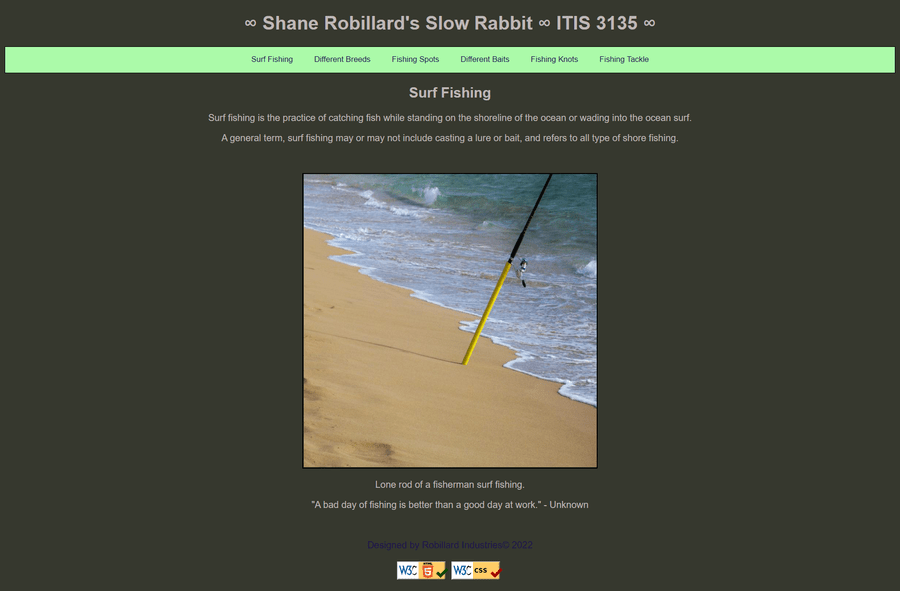 ∞ Shane Robillard's Slow Rabbit ∞ ITIS 3135 ∞
Surf Fishing Different Breeds Fishing Spots Different Baits Fishing Knots Fishing Tackle
Surf Fishing
Surf fishing is the practice of catching fish while standing on the shoreline of the ocean or wading into the ocean surf.
A general term, surf fishing may or may not include casting a lure or bait, and refers to all type of shore fishing.
Lone rod of a fisherman surf fishing.
"A bad day of fishing is better than a good day at work." - Unknown
Designed by Robillard Industries© 2022
W3C 5 W3C css